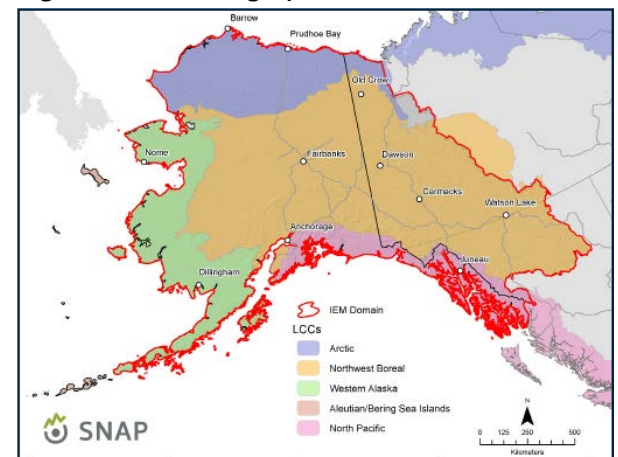 Barrow
Prudhoe Bay
Old Crow
Nome
Fairbanks
Dawson
Carmacks
Watson Lake
Anchorage
Juneau
Dillingham
IEM Domain
LCCs
Arctic
Northwest Boreal
Western Alaska
Aleutian/Bering Sea Islands
North Pacific
N
0 125 250 500
Kilometers
SNAP